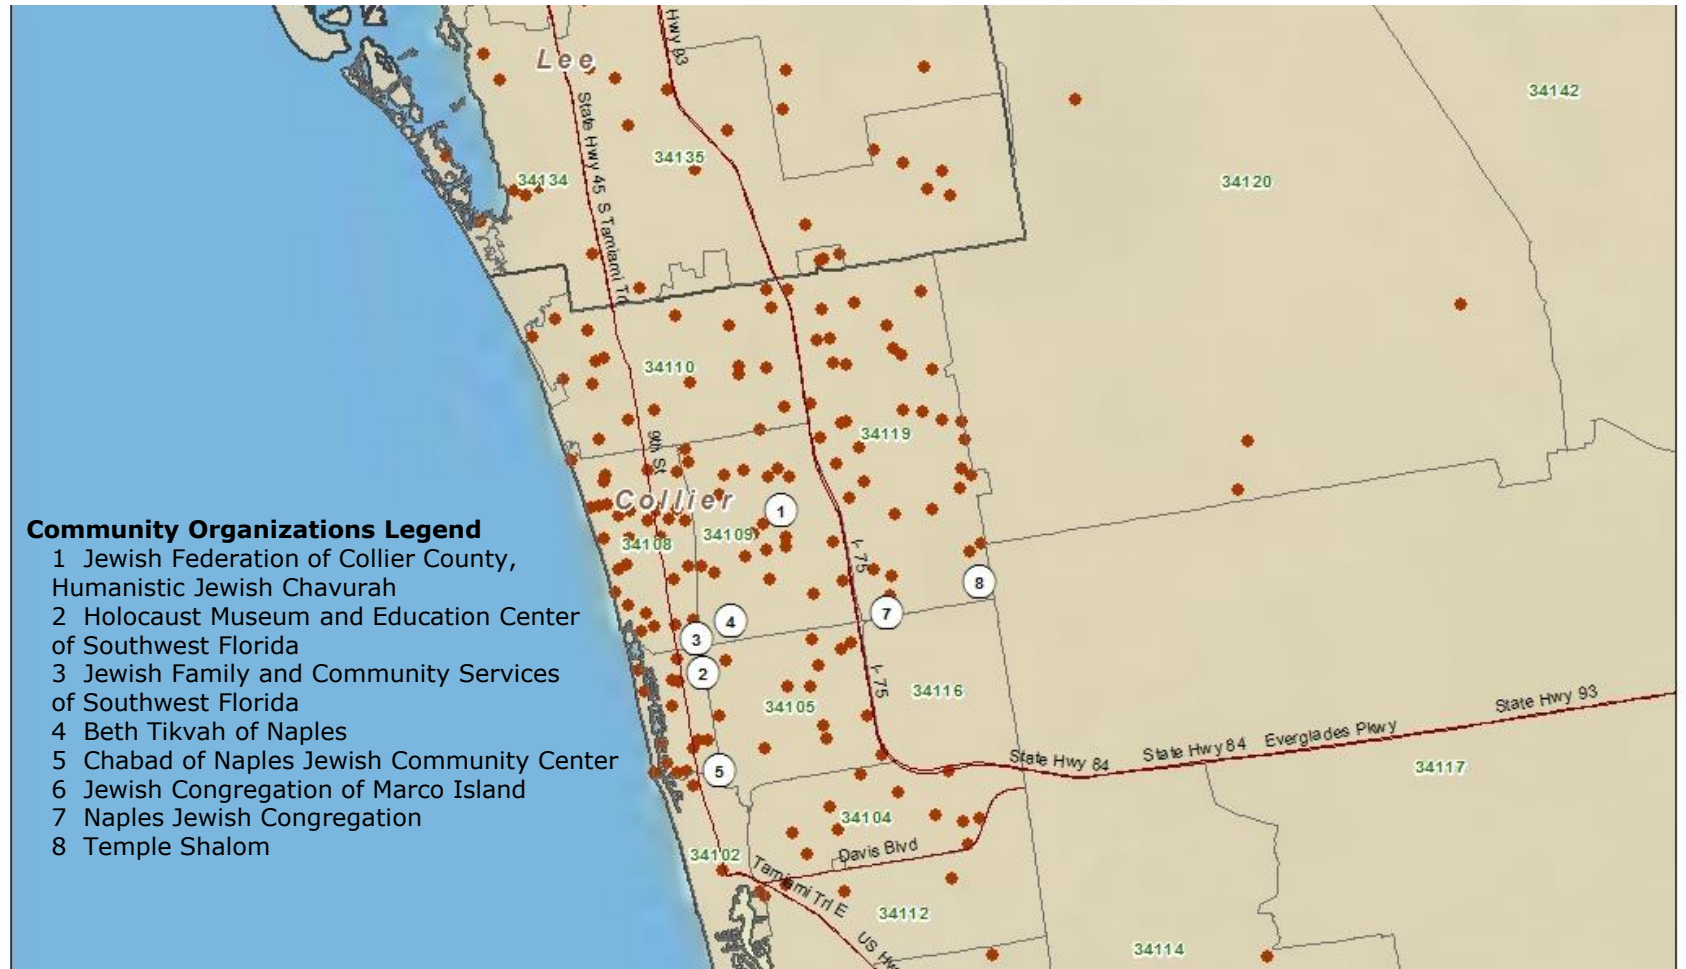 Hwy 93
Lee
34142
State Hwy 45 S Tamiami Trl
34135
34134
34120
34110
9th St
34119
Collier
1
Community Organizations Legend
34108
34109
I-75
1 Jewish Federation of Collier County,
Humanistic Jewish Chavurah
8
2 Holocaust Museum and Education Center
of Southwest Florida
4
7
3
3 Jewish Family and Community Services
of Southwest Florida
2
I-75
34116
34105
State Hwy 93
4 Beth Tikvah of Naples
5 Chabad of Naples Jewish Community Center
5
State Hwy 84
State Hwy 84
Everglades Pkwy
34117
6 Jewish Congregation of Marco Island
7 Naples Jewish Congregation
34104
8 Temple Shalom
34102
Davis Blvd
Tamiami Trl E
34112
US Hwy
34114